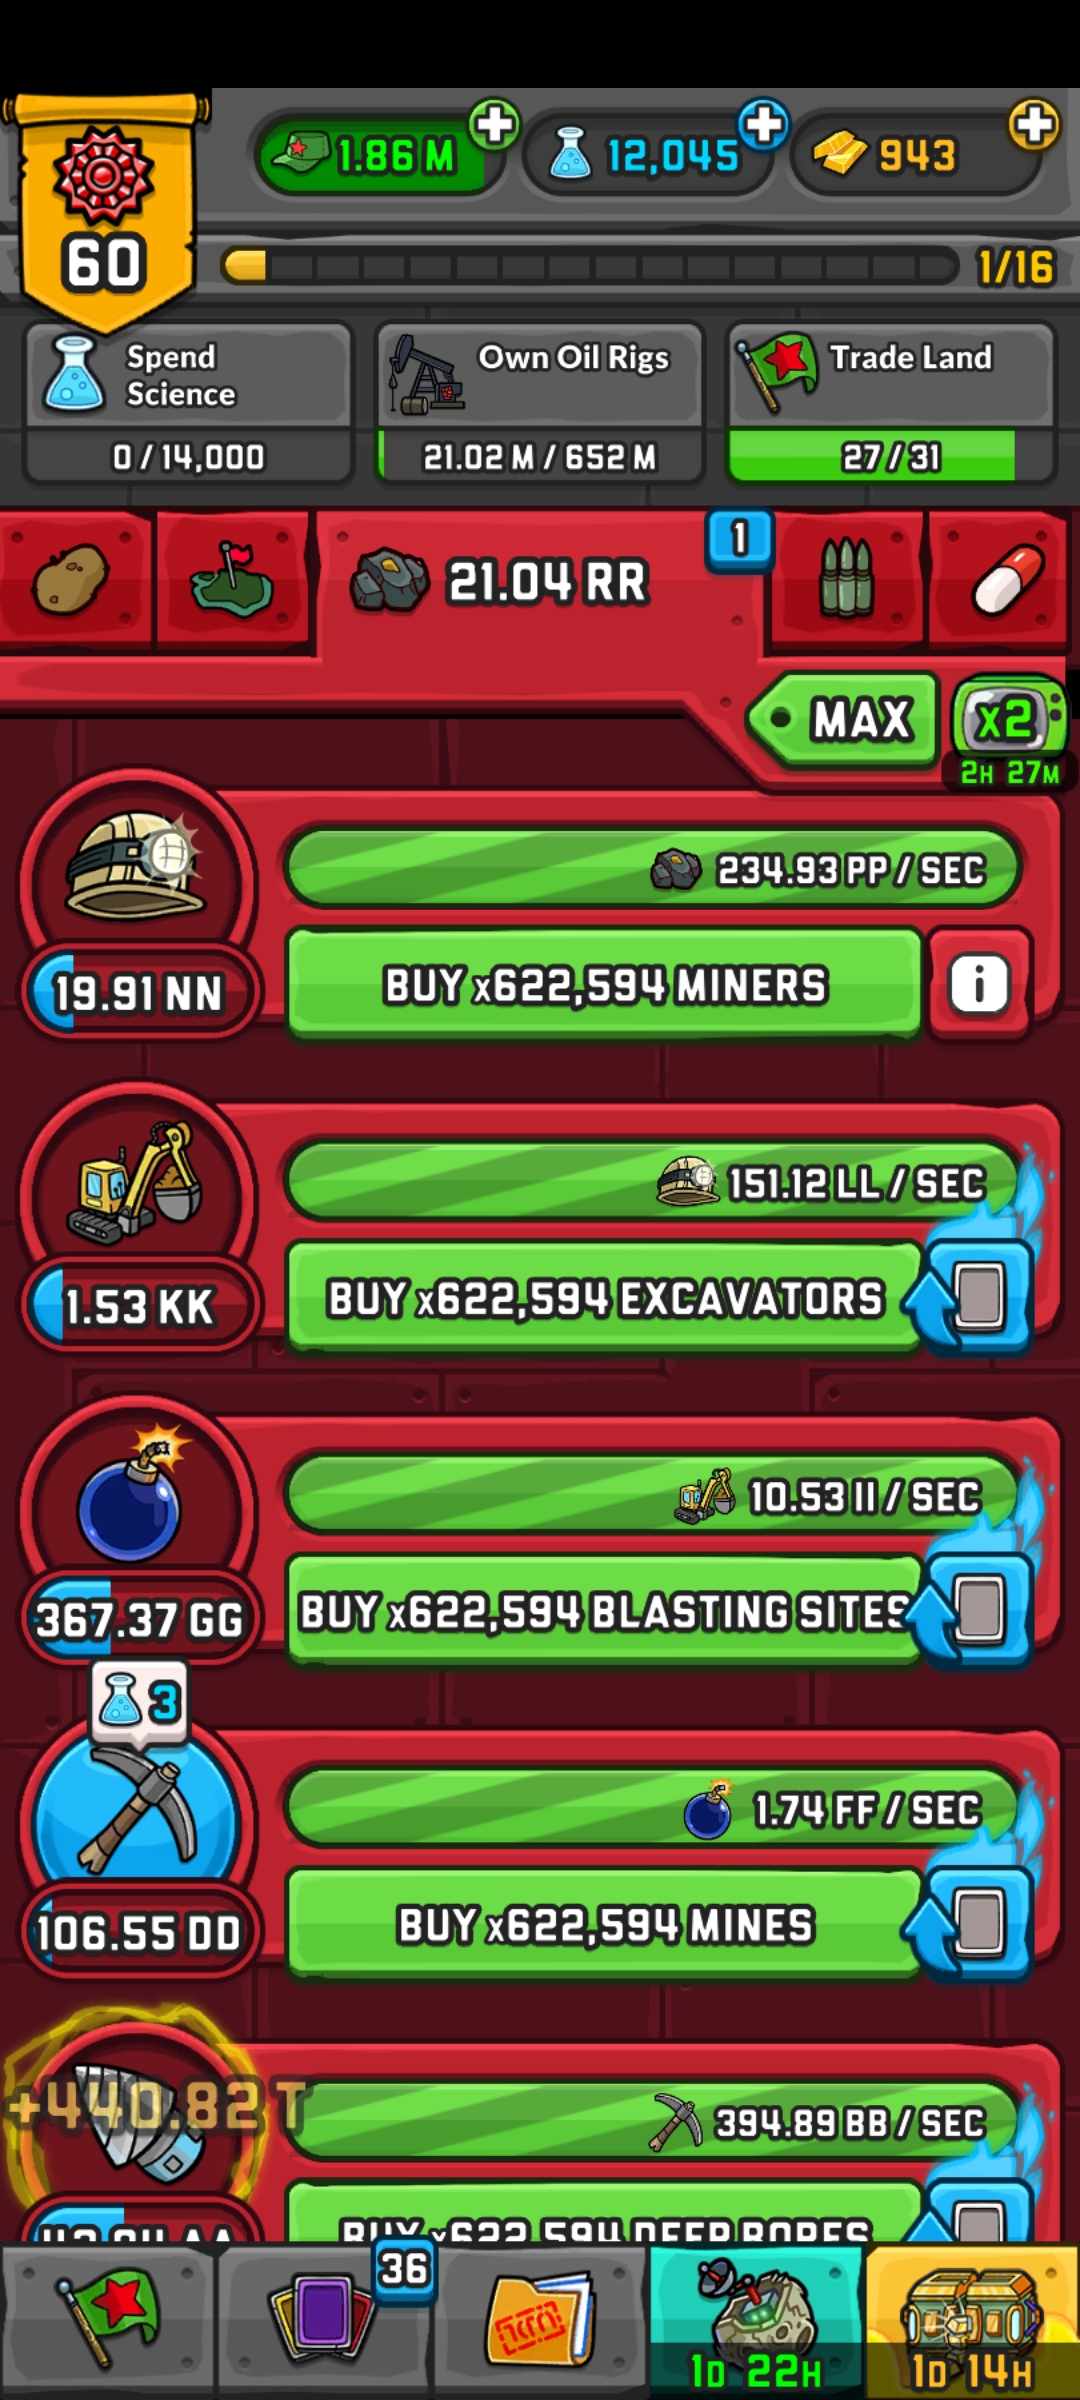 1.86 M
12,045
943
60
1/16
Spend
Science
0 / 14,000
Own Oil Rigs
21.02 M / 652 M
Trade Land
27 / 31
21.04 RR
1
MAX
x2
2H 27M
234.93 PP / SEC
19.91 NN
BUY x622,594 MINERS
i
151.12 LL / SEC
1.53 KK
BUY x622,594 EXCAVATORS
10.53 II / SEC
367.37 GG
BUY x622,594 BLASTING SITES
3
1.74 FF / SEC
106.55 DD
BUY x622,594 MINES
+440.82 T
394.89 BB / SEC
BUY x622,594 DEEP BORES
36
1D 22H
1D 14H